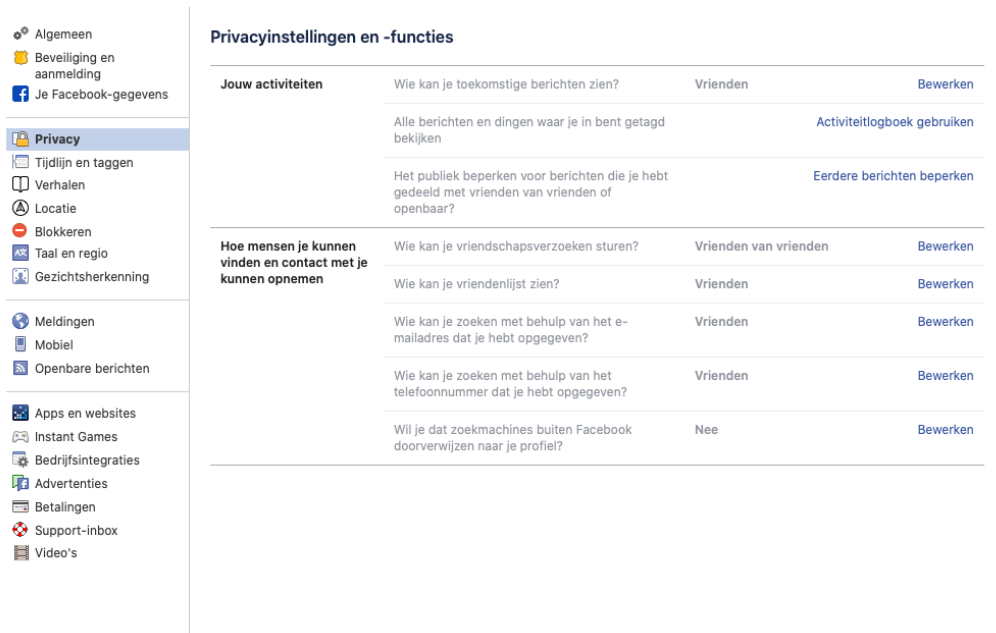 Algemeen
Beveiliging en
aanmelding
Je Facebook-gegevens
Privacy
Tijdlijn en taggen
Verhalen
Locatie
Blokkeren
Taal en regio
Gezichtsherkenning
Meldingen
Mobiel
Openbare berichten
Apps en websites
Instant Games
Bedrijfsintegraties
Advertenties
Betalingen
Support-inbox
Video's
Privacyinstellingen en -functies
Jouw activiteiten
Wie kan je toekomstige berichten zien? Vrienden Bewerken
Alle berichten en dingen waar je in bent getagd
bekijken
Activiteitlogboek gebruiken
Het publiek beperken voor berichten die je hebt
gedeeld met vrienden van vrienden of
openbaar?
Eerdere berichten beperken
Hoe mensen je kunnen
vinden en contact met je
kunnen opnemen
Wie kan je vriendschapsverzoeken sturen? Vrienden van vrienden Bewerken
Wie kan je vriendenlijst zien? Vrienden Bewerken
Wie kan je zoeken met behulp van het e-
mailadres dat je hebt opgegeven?
Vrienden Bewerken
Wie kan je zoeken met behulp van het
telefoonnummer dat je hebt opgegeven?
Vrienden Bewerken
Wil je dat zoekmachines buiten Facebook
doorverwijzen naar je profiel?
Nee Bewerken